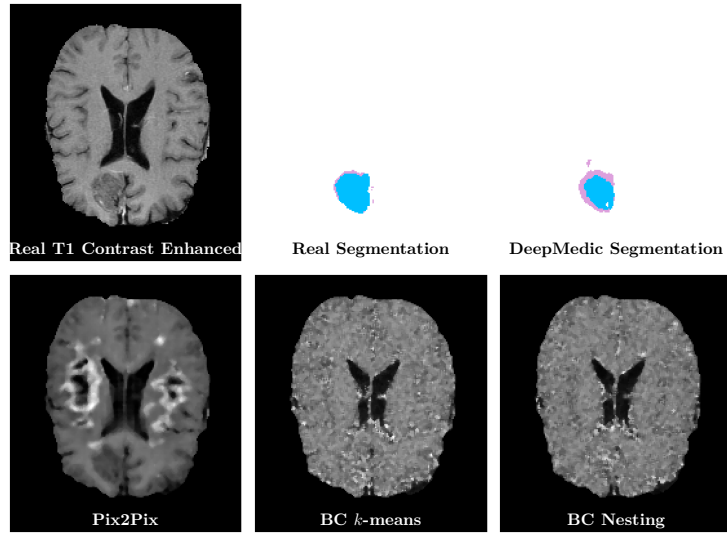 Real T1 Contrast Enhanced
Real Segmentation
DeepMedic Segmentation
Pix2Pix
BC k-means
BC Nesting